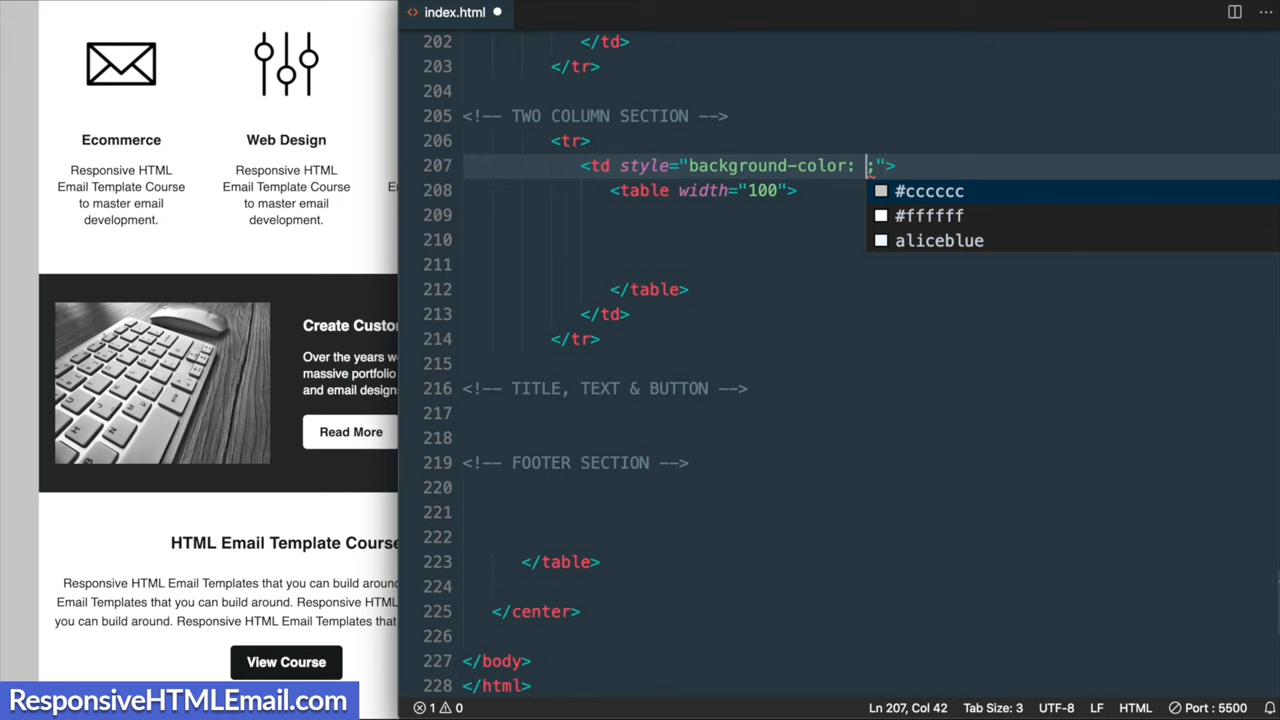 Ecommerce
Responsive HTML
Email Template Course
to master email
development.
Web Design
Responsive HTML
Email Template Course
to master email
development.
Create Custo
Over the years w
massive portfolio
and email design
Read More
HTML Email Template Course
Responsive HTML Email Templates that you can build aroun
Email Templates that you can build around. Responsive HTML
you can build around. Responsive HTML Email Templates that
View Course
ResponsiveHTMLEmail.com
<> index.html
202 </td>
203 </tr>
204
205 <!-- TWO COLUMN SECTION -->
206 <tr>
207 <td style="background-color: ;">
208 <table width="100">
209
210
211
212 </table>
213 </td>
214 </tr>
215
216 <!-- TITLE, TEXT & BUTTON -->
217
218
219 <!-- FOOTER SECTION -->
220
221
222
223 </table>
224
225 </center>
226
227 </body>
228 </html>
#cccccc
#ffffff
aliceblue
1 0 Ln 207, Col 42 Tab Size: 3 UTF-8 LF HTML Port : 5500